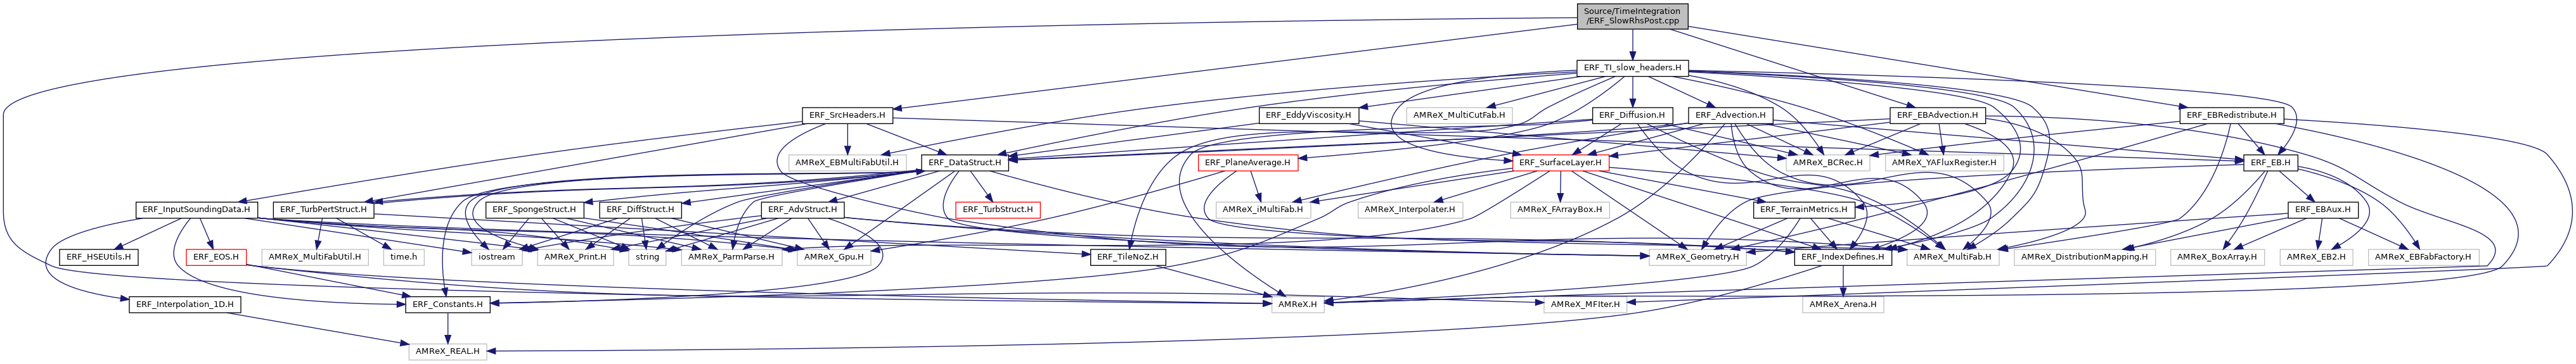 Source/TimeIntegration
/ERF_SlowRhsPost.cpp
ERF_TI_slow_headers.H
ERF_SrcHeaders.H
ERF_EddyViscosity.H
AMReX_MultiCutFab.H
ERF_Diffusion.H
ERF_Advection.H
ERF_EBAdvection.H
ERF_EBRedistribute.H
AMReX_EBMultiFabUtil.H
ERF_DataStruct.H
ERF_PlaneAverage.H
ERF_SurfaceLayer.H
AMReX_BCRec.H
AMReX_YAFluxRegister.H
ERF_EB.H
ERF_InputSoundingData.H
ERF_TurbPertStruct.H
ERF_SpongeStruct.H
ERF_DiffStruct.H
ERF_AdvStruct.H
ERF_TurbStruct.H
AMReX_iMultiFab.H
AMReX_Interpolater.H
AMReX_FArrayBox.H
ERF_TerrainMetrics.H
ERF_EBAux.H
ERF_HSEUtils.H
ERF_EOS.H
AMReX_MultiFabUtil.H
time.h
iostream
AMReX_Print.H
string
AMReX_ParmParse.H
AMReX_Gpu.H
ERF_TileNoZ.H
AMReX_Geometry.H
ERF_IndexDefines.H
AMReX_MultiFab.H
AMReX_DistributionMapping.H
AMReX_BoxArray.H
AMReX_EB2.H
AMReX_EBFabFactory.H
ERF_Interpolation_1D.H
ERF_Constants.H
AMReX.H
AMReX_MFIter.H
AMReX_Arena.H
AMReX_REAL.H